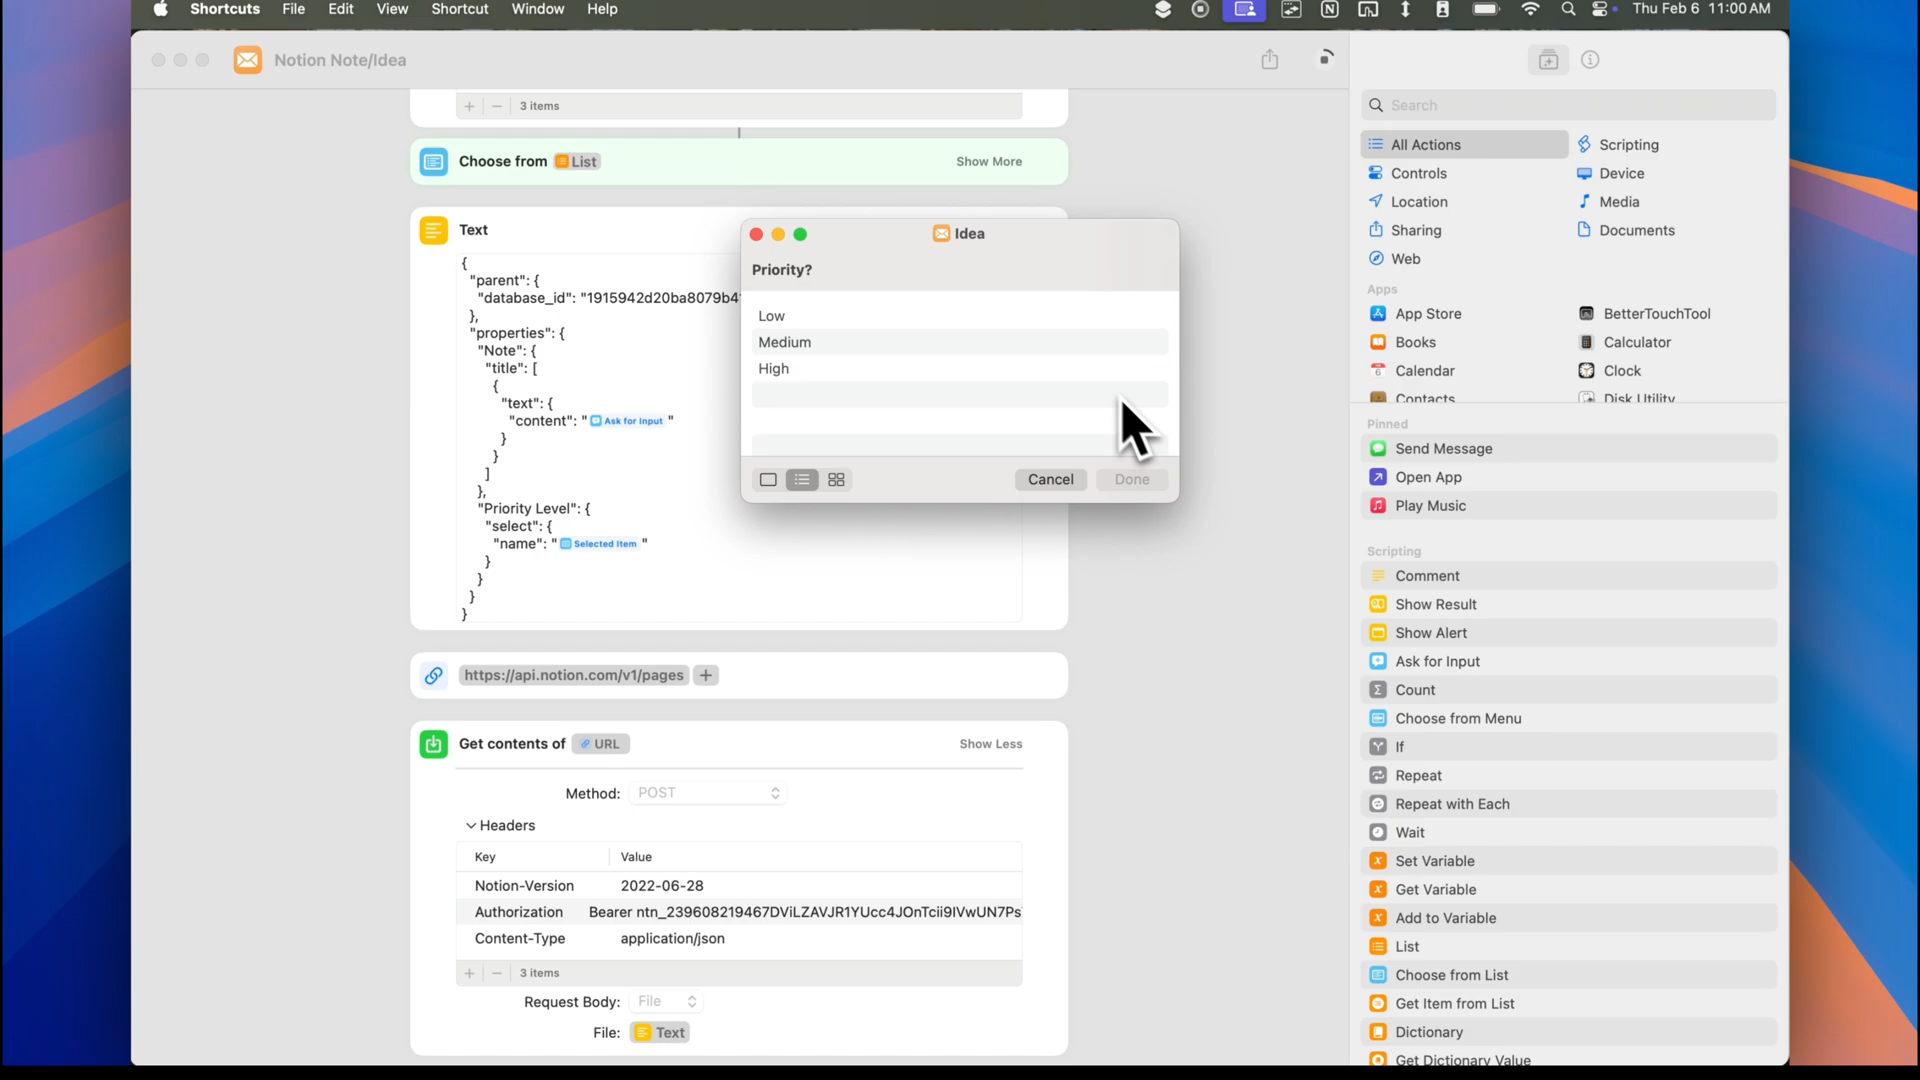 Shortcuts File Edit View Shortcut Window Help
Thu Feb 6 11:00 AM
Notion Note/Idea
3 items
Choose from List
Show More
Text
{
"parent": {
"database_id": "1915942d20ba8079b4
},
"properties": {
"Note": {
"title": [
{
"text": {
"content": " Ask for Input "
}
}
]
},
"Priority Level": {
"select": {
"name": " Selected Item "
}
}
}
}
Idea
Priority?
Low
Medium
High
Cancel
Done
https://api.notion.com/v1/pages
Get contents of URL
Show Less
Method: POST
Headers
Key Value
Notion-Version 2022-06-28
Authorization Bearer ntn_239608219467DViLZAVJR1YUcc4JOnTcii9IVwUN7Ps
Content-Type application/json
3 items
Request Body: File
File: Text
Search
All Actions Scripting
Controls Device
Location Media
Sharing Documents
Web
Apps
App Store BetterTouchTool
Books Calculator
Calendar Clock
Contacts Disk Utility
Pinned
Send Message
Open App
Play Music
Scripting
Comment
Show Result
Show Alert
Ask for Input
Count
Choose from Menu
If
Repeat
Repeat with Each
Wait
Set Variable
Get Variable
Add to Variable
List
Choose from List
Get Item from List
Dictionary
Get Dictionary Value